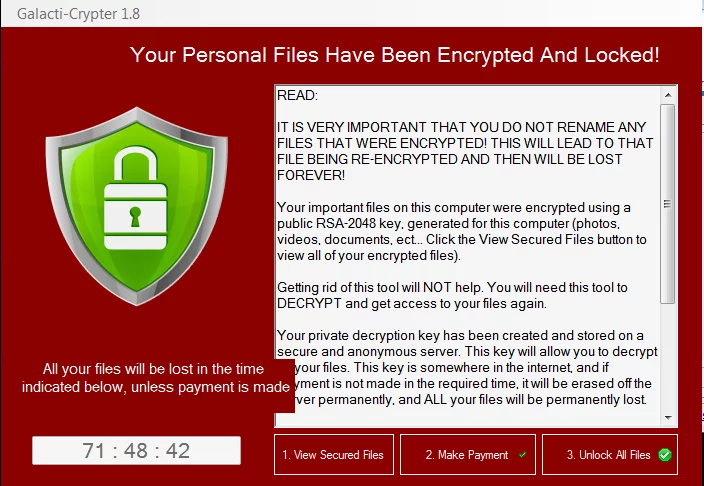 Galacti-Crypter 1.8
Your Personal Files Have Been Encrypted And Locked!
READ:
IT IS VERY IMPORTANT THAT YOU DO NOT RENAME ANY
FILES THAT WERE ENCRYPTED! THIS WILL LEAD TO THAT
FILE BEING RE-ENCRYPTED AND THEN WILL BE LOST
FOREVER!
Your important files on this computer were encrypted using a
public RSA-2048 key, generated for this computer (photos,
videos, documents, ect... Click the View Secured Files button to
view all of your encrypted files).
Getting rid of this tool will NOT help. You will need this tool to
DECRYPT and get access to your files again.
Your private decryption key has been created and stored on a
secure and anonymous server. This key will allow you to decrypt
your files. This key is somewhere in the internet, and if
yment is not made in the required time, it will be erased off the
rver permanently, and ALL your files will be permanently lost.
All your files will be lost in the time
indicated below, unless payment is made
71 : 48 : 42
1. View Secured Files
2. Make Payment
3. Unlock All Files